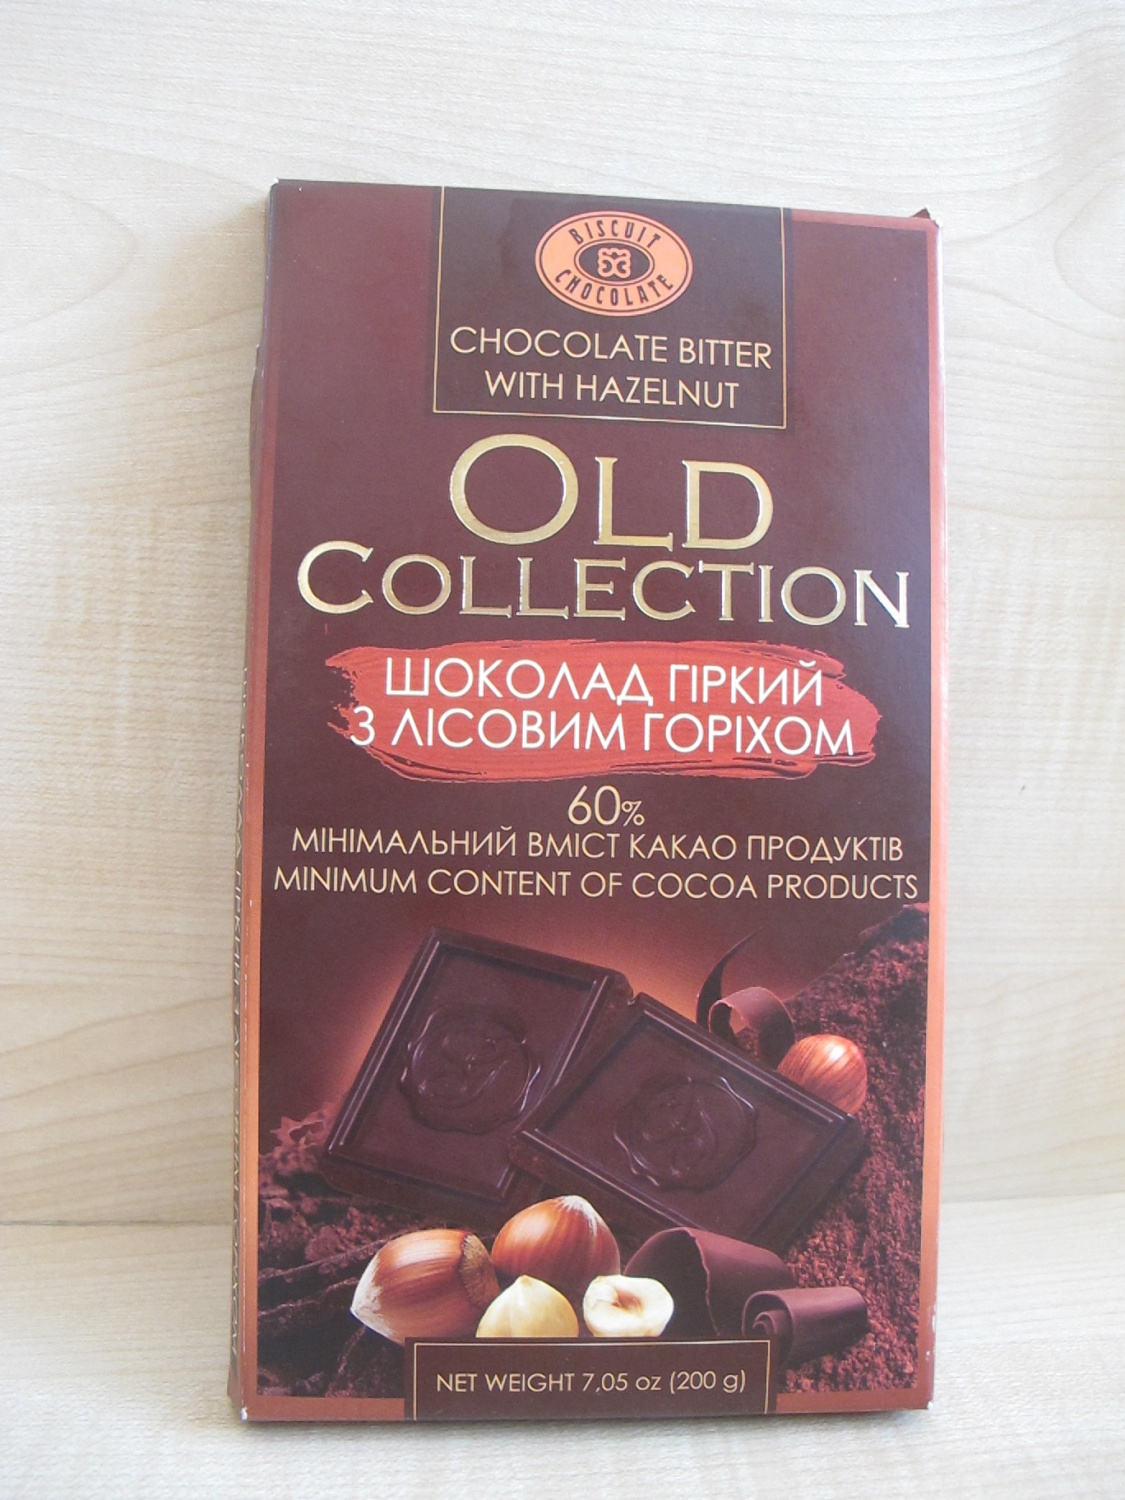 BISCUIT
CHOCOLATE
CHOCOLATE BITTER
WITH HAZELNUT
OLD
COLLECTION
ШОКОЛАД ГІРКИЙ
З ЛІСОВИМ ГОРІХОМ
60%
МІНІМАЛЬНИЙ ВМІСТ КАКАО ПРОДУКТІВ
MINIMUM CONTENT OF COCOA PRODUCTS
NET WEIGHT 7,05 oz (200 g)